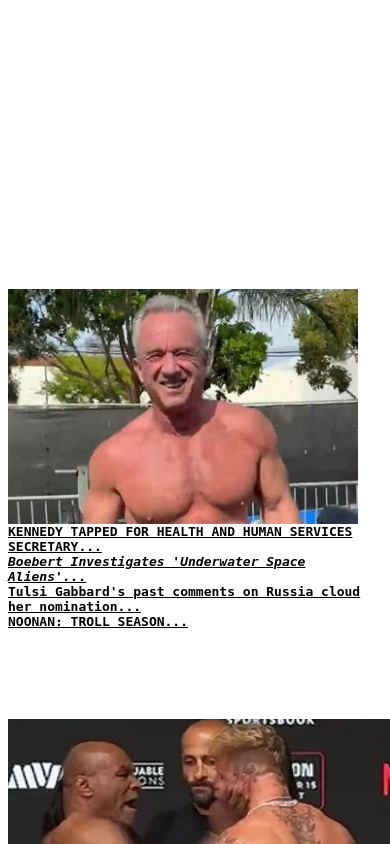 KENNEDY TAPPED FOR HEALTH AND HUMAN SERVICES
SECRETARY...
Boebert Investigates 'Underwater Space
Aliens'...
Tulsi Gabbard's past comments on Russia cloud
her nomination...
NOONAN: TROLL SEASON...
SPORTSBOOK